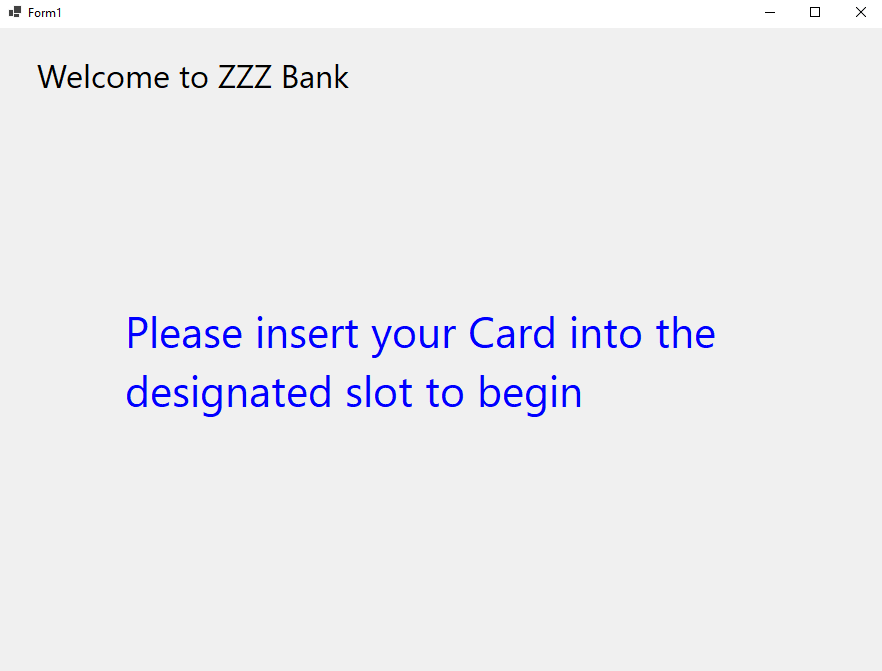 Form1
Welcome to ZZZ Bank
Please insert your Card into the
designated slot to begin